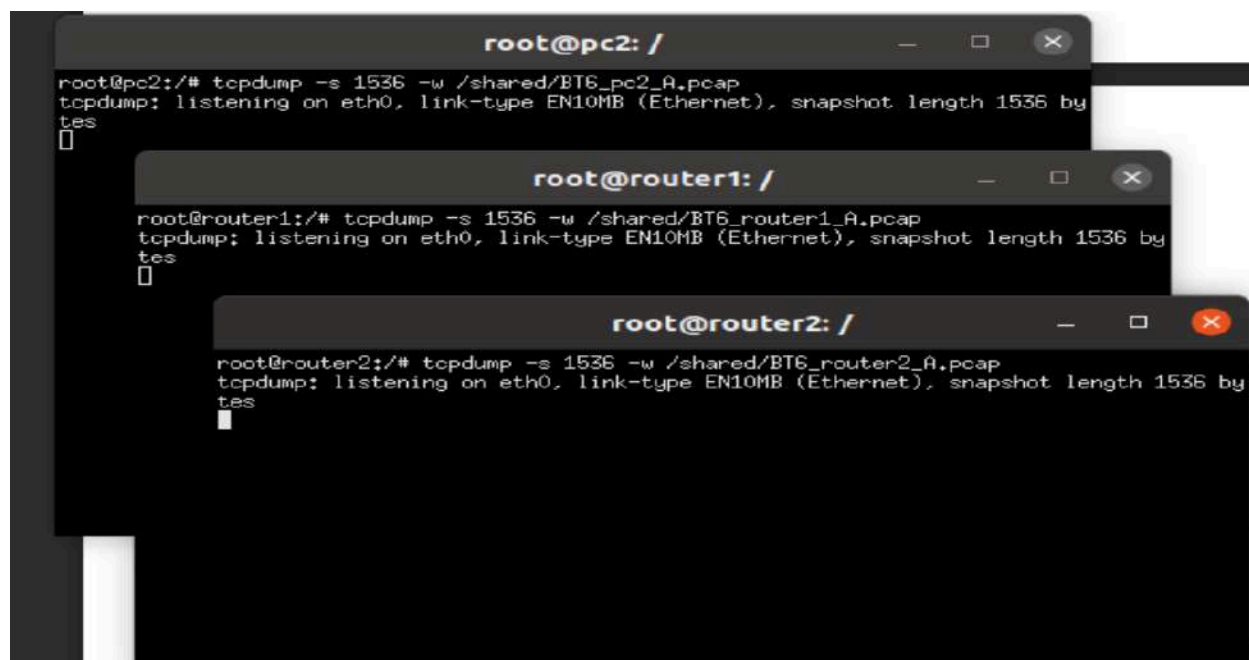 root@pc2: /
root@pc2:/# tcpdump -s 1536 -w /shared/BT6_pc2_A.pcap
tcpdump: listening on eth0, link-type EN10MB (Ethernet), snapshot length 1536 by
tes
root@router1: /
root@router1:/# tcpdump -s 1536 -w /shared/BT6_router1_A.pcap
tcpdump: listening on eth0, link-type EN10MB (Ethernet), snapshot length 1536 by
tes
root@router2: /
root@router2:/# tcpdump -s 1536 -w /shared/BT6_router2_A.pcap
tcpdump: listening on eth0, link-type EN10MB (Ethernet), snapshot length 1536 by
tes